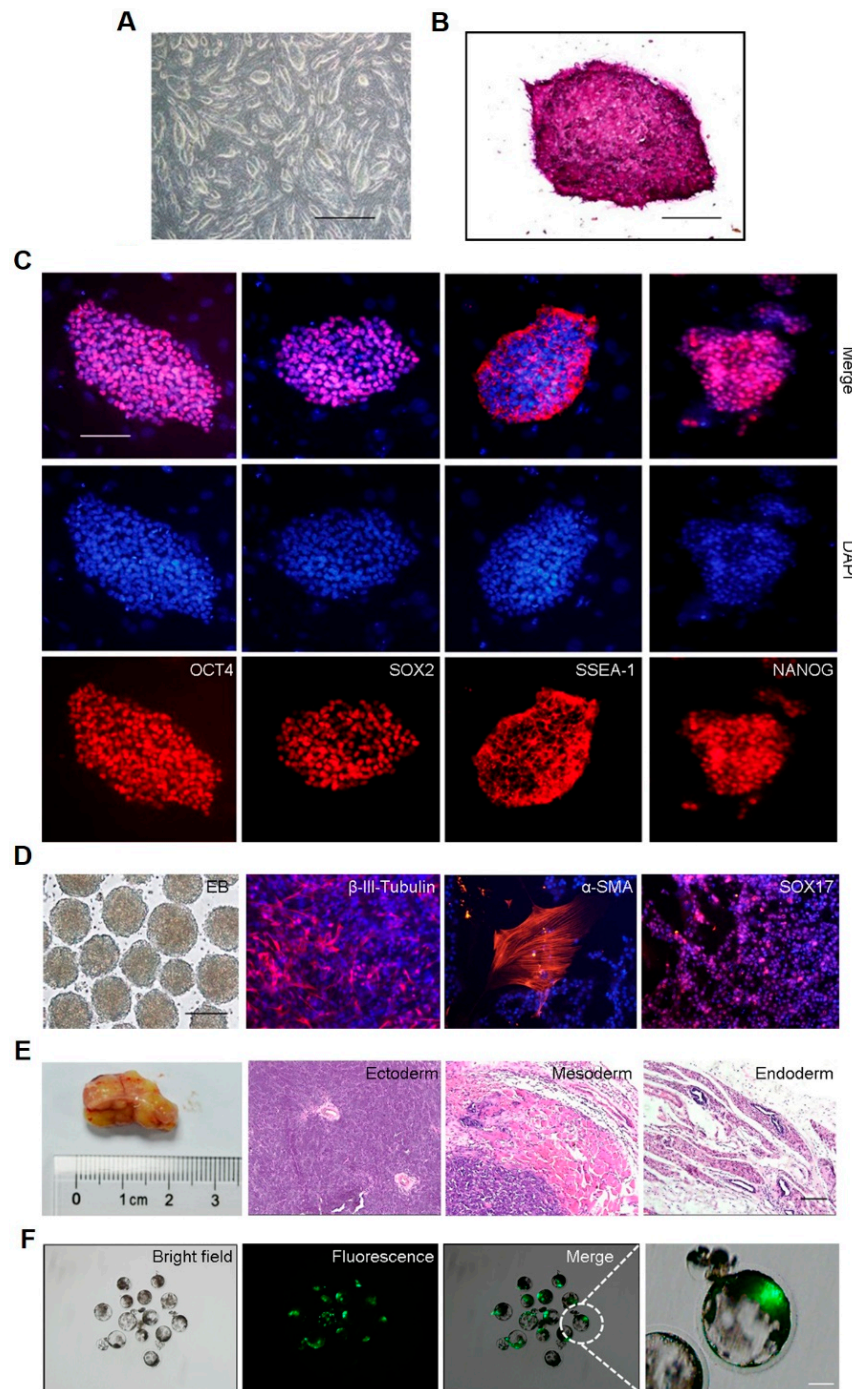 A
B
C
Merge
DAPI
OCT4
SOX2
SSEA-1
NANOG
D
EB
β-III-Tubulin
α-SMA
SOX17
E
Ectoderm
Mesoderm
Endoderm
0 1 cm 2 3
F
Bright field
Fluorescence
Merge